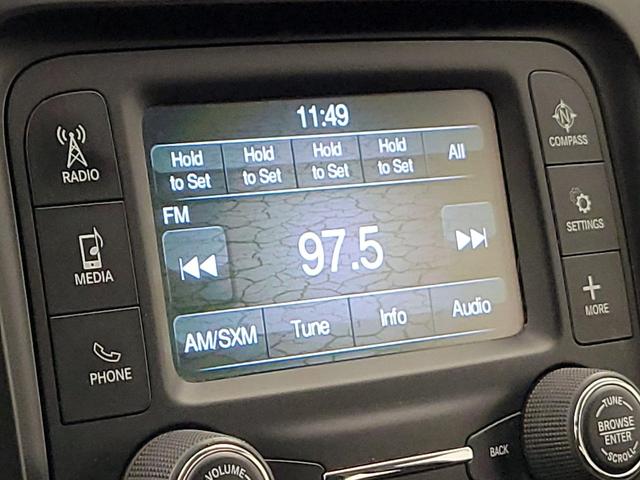 11:49
Hold to Set
Hold to Set
Hold to Set
Hold to Set
All
FM
97.5
AM/SXM
Tune
Info
Audio
RADIO
MEDIA
PHONE
N
COMPASS
SETTINGS
+
MORE
VOLUME
BACK
TUNE
BROWSE
ENTER
SCROLL